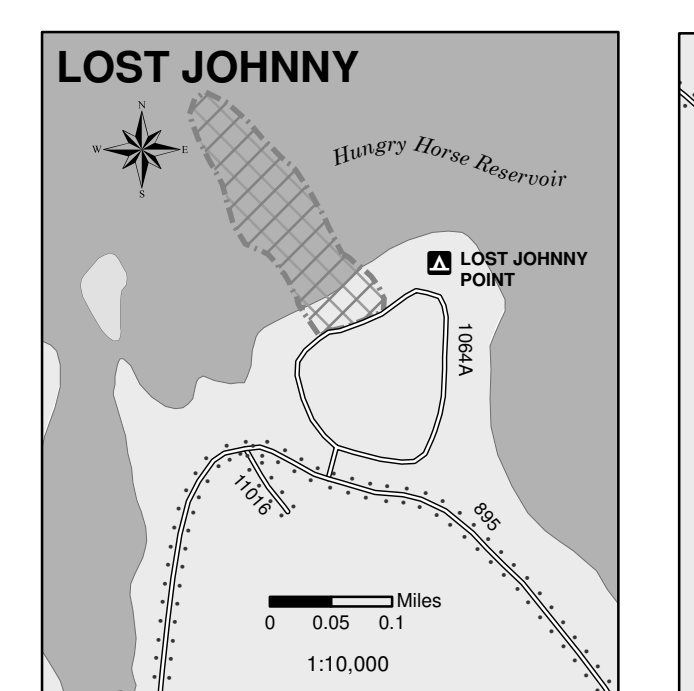 LOST JOHNNY
N
W E
S
Hungry Horse Reservoir
LOST JOHNNY
POINT
1064A
11016
895
Miles
0 0.05 0.1
1:10,000